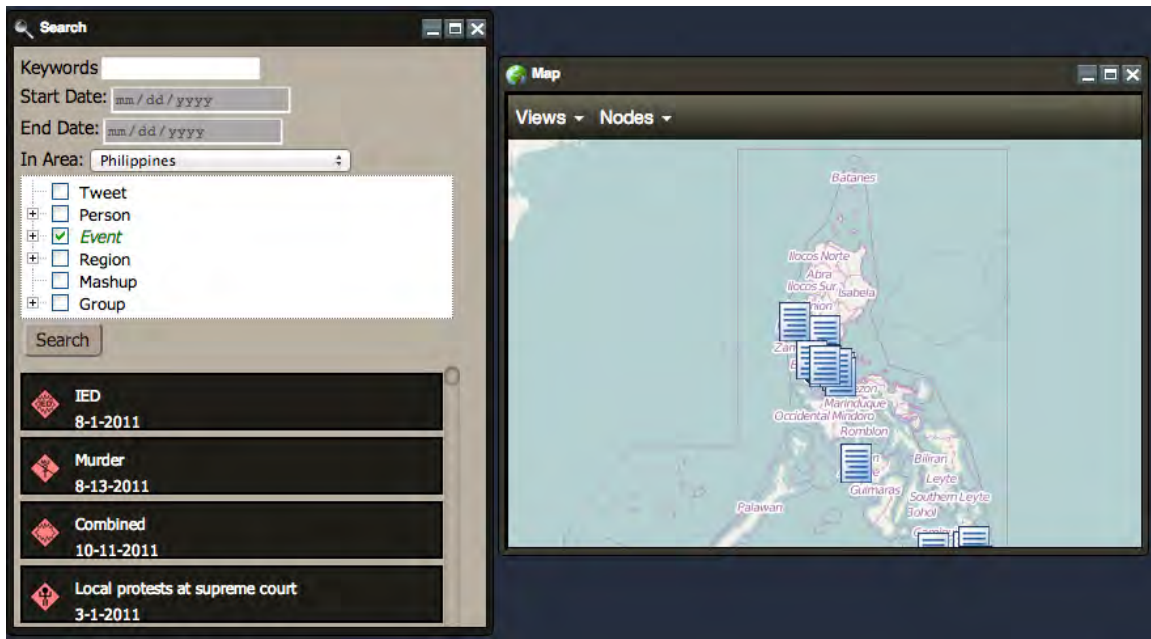 Search
Keywords
Start Date: mm/dd/yyyy
End Date: mm/dd/yyyy
In Area: Philippines
Tweet
Person
Event
Region
Mashup
Group
Search
IED
8-1-2011
Murder
8-13-2011
Combined
10-11-2011
Local protests at supreme court
3-1-2011
Map
Views Nodes
Batanes
Ilocos Norte
Abra
Ilocos Sur
Isabela
Marinduque
Occidental Mindoro
Romblon
Biliran
Leyte
Guimaras
Southern Leyte
Palawan
Bohol